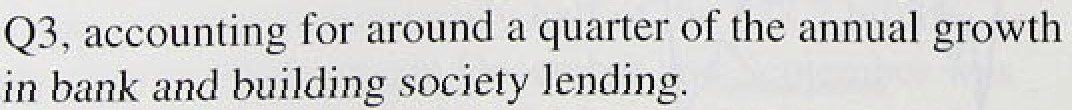 Q3, accounting for around a quarter of the annual growth
in bank and building society lending.